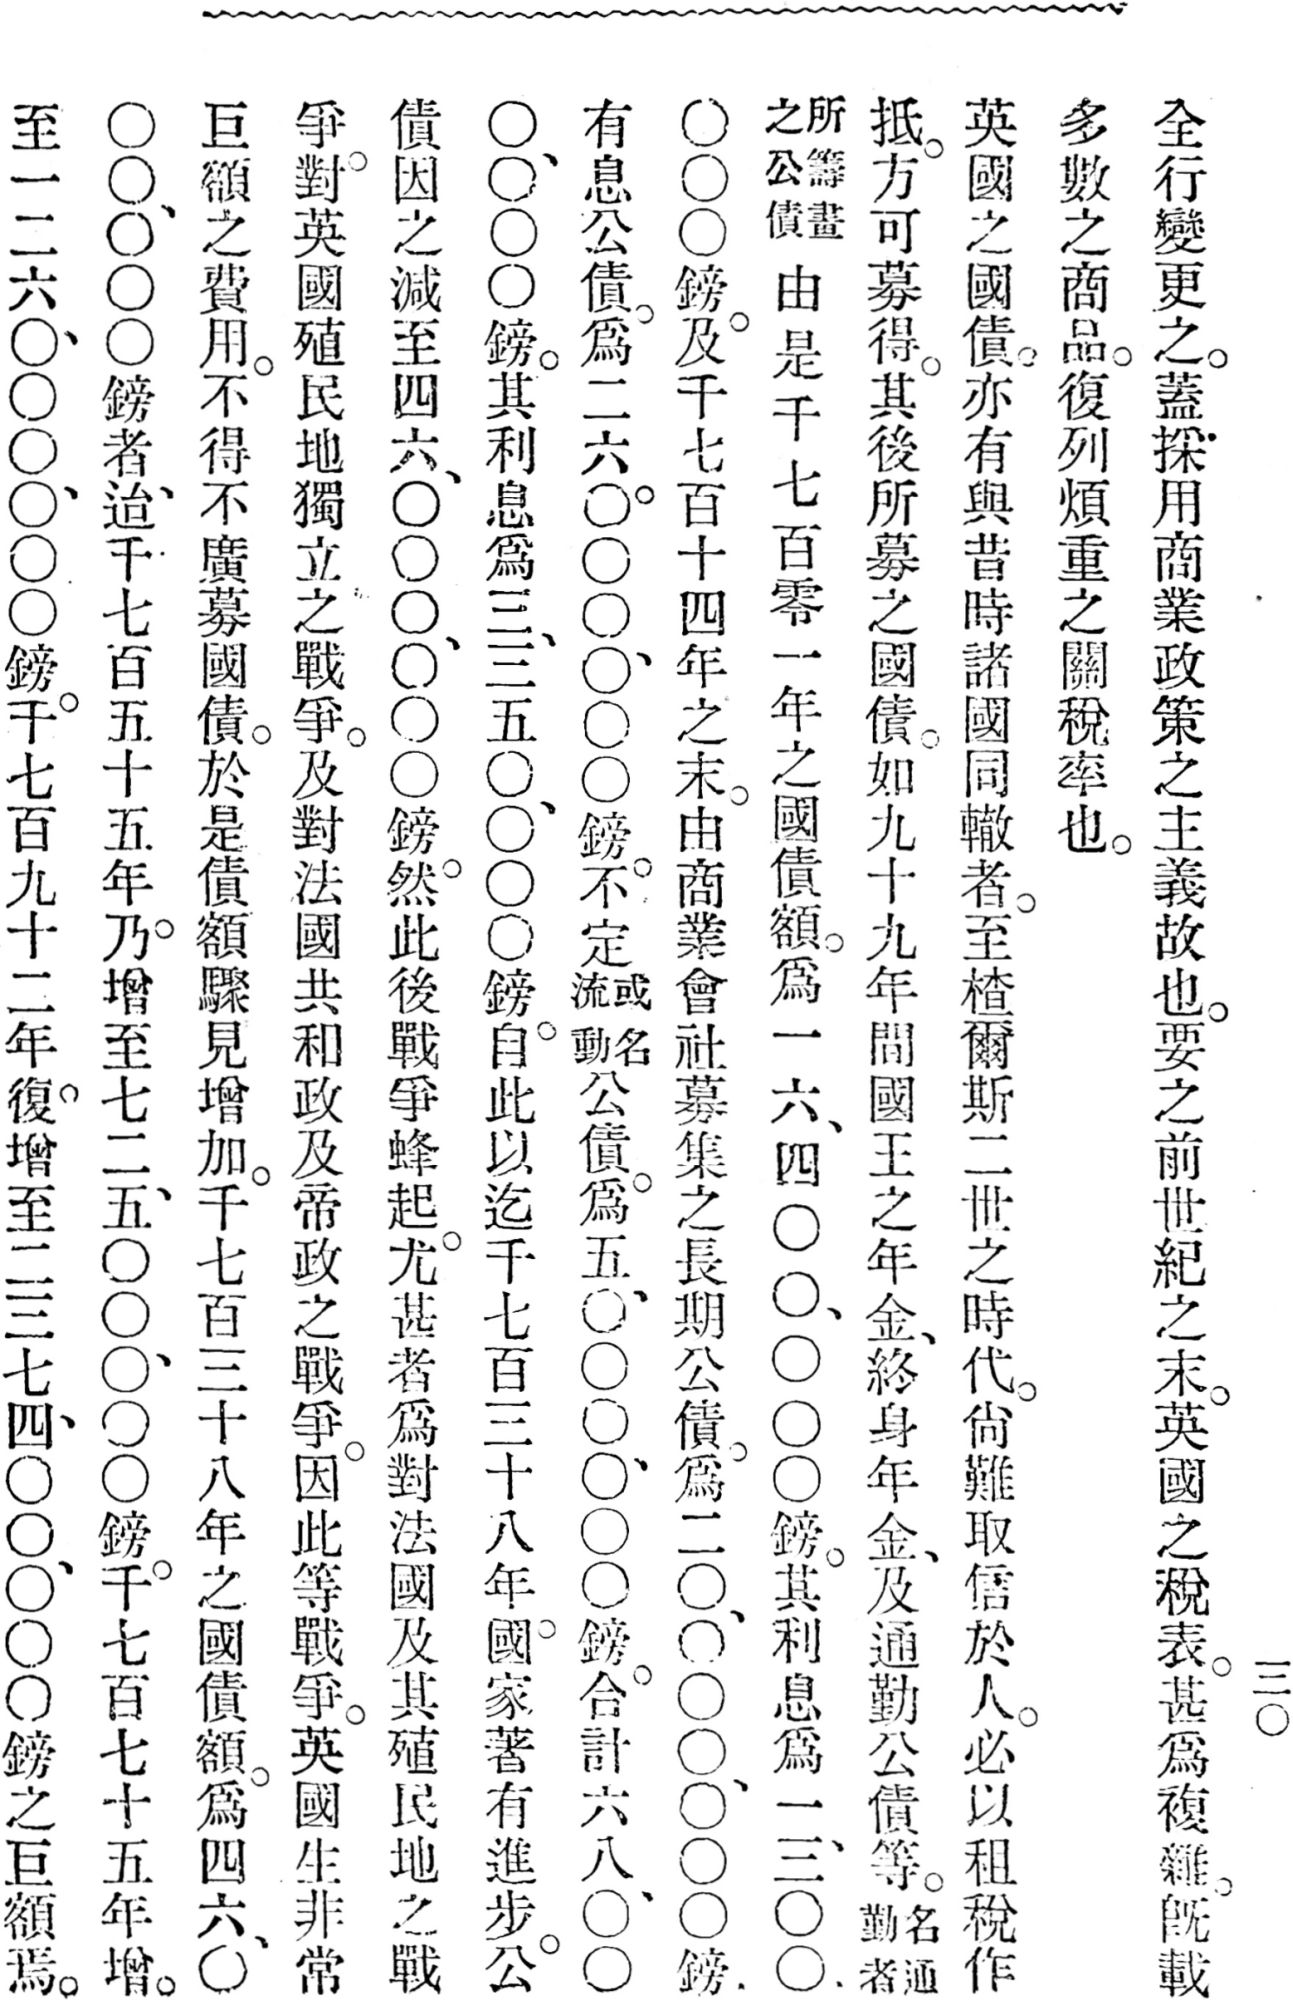 三〇
全行變更之。蓋採用商業政策之主義故也。要之前世紀之末。英國之稅表。甚爲複雜。旣載
多數之商品。復列煩重之關稅率也。
英國之國債。亦有與昔時諸國同轍者。至楂爾斯二世之時代。尙難取信於人。必以租稅作
抵。方可募得。其後所募之國債。如九十九年間國王之年金、終身年金、及通勤公債等。名通勤者
所籌畫之公債由是千七百零一年之國債額。爲一六、四〇〇、〇〇〇鎊。其利息爲一、三〇〇
〇〇〇鎊。及千七百十四年之末。由商業會社募集之長期公債。爲二〇、〇〇〇、〇〇〇鎊.
有息公債。爲二六。〇〇〇、〇〇〇鎊。不定或名流動公債。爲五〇、〇〇〇、〇〇〇鎊。合計六八、〇〇
〇〇、〇〇〇鎊。其利息爲三、三五〇、〇〇〇鎊。自此以迄千七百三十八年。國家著有進步。公
債因之減至四六、〇〇〇、〇〇〇鎊。然此後戰爭蜂起。尤甚者爲對法國及其殖民地之戰
爭。對英國殖民地獨立之戰爭。及對法國共和政及帝政之戰爭。因此等戰爭。英國生非常
巨額之費用。不得不廣募國債。於是債額驟見增加。千七百三十八年之國債額。爲四六、〇
〇〇、〇〇〇鎊者、迨千七百五十五年。乃增至七二、五〇〇、〇〇〇鎊。千七百七十五年增。
至一二六、〇〇〇、〇〇〇鎊。千七百九十二年。復增至二三七、四〇〇、〇〇〇鎊之巨額焉。